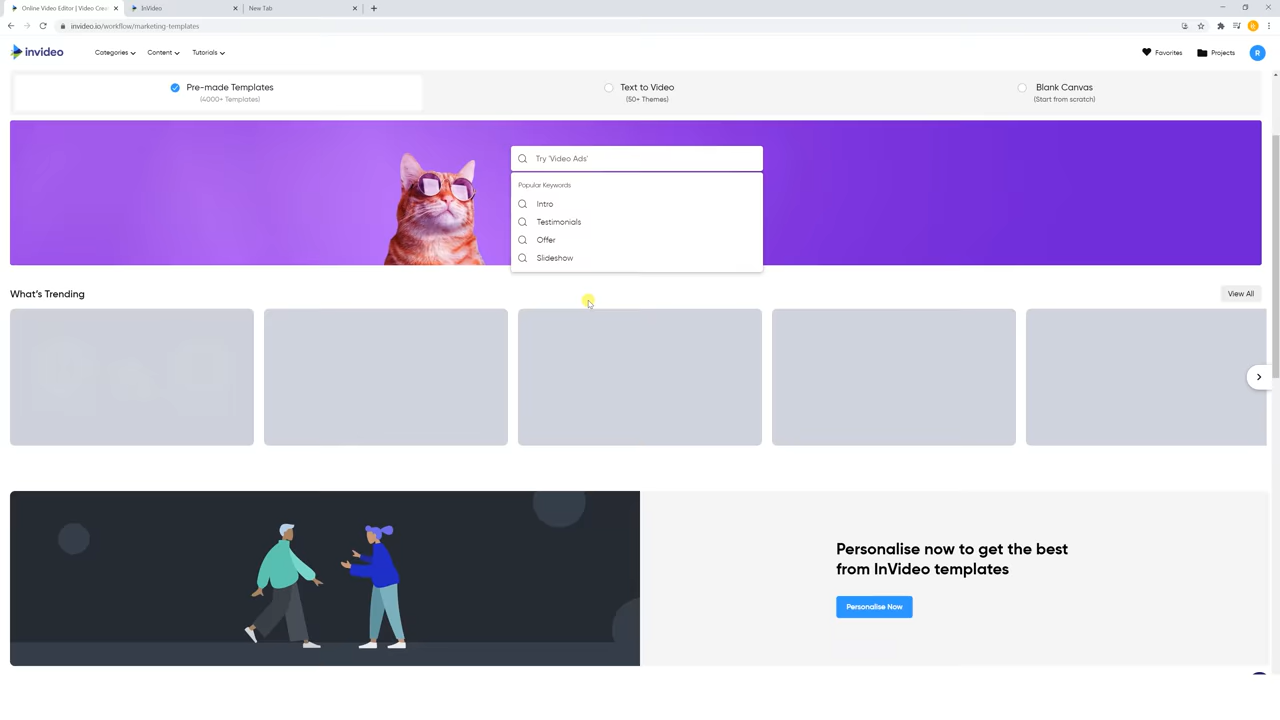 Online Video Editor | Video Crea
InVideo
New Tab
invideo.io/workflow/marketing-templates
invideo
Categories
Content
Tutorials
Favorites
Projects
R
Pre-made Templates
(4000+ Templates)
Text to Video
(50+ Themes)
Blank Canvas
(Start from scratch)
Try 'Video Ads'
Popular Keywords
Intro
Testimonials
Offer
Slideshow
What's Trending
View All
Personalise now to get the best
from InVideo templates
Personalise Now